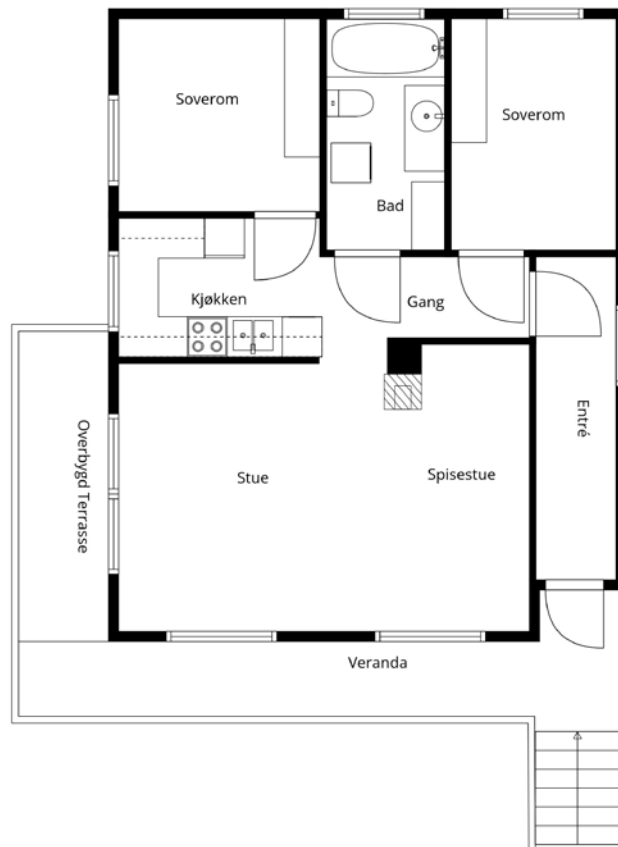 Soverom
Soverom
Bad
Kjøkken
Gang
Entré
Overbygd Terrasse
Stue
Spisestue
Veranda